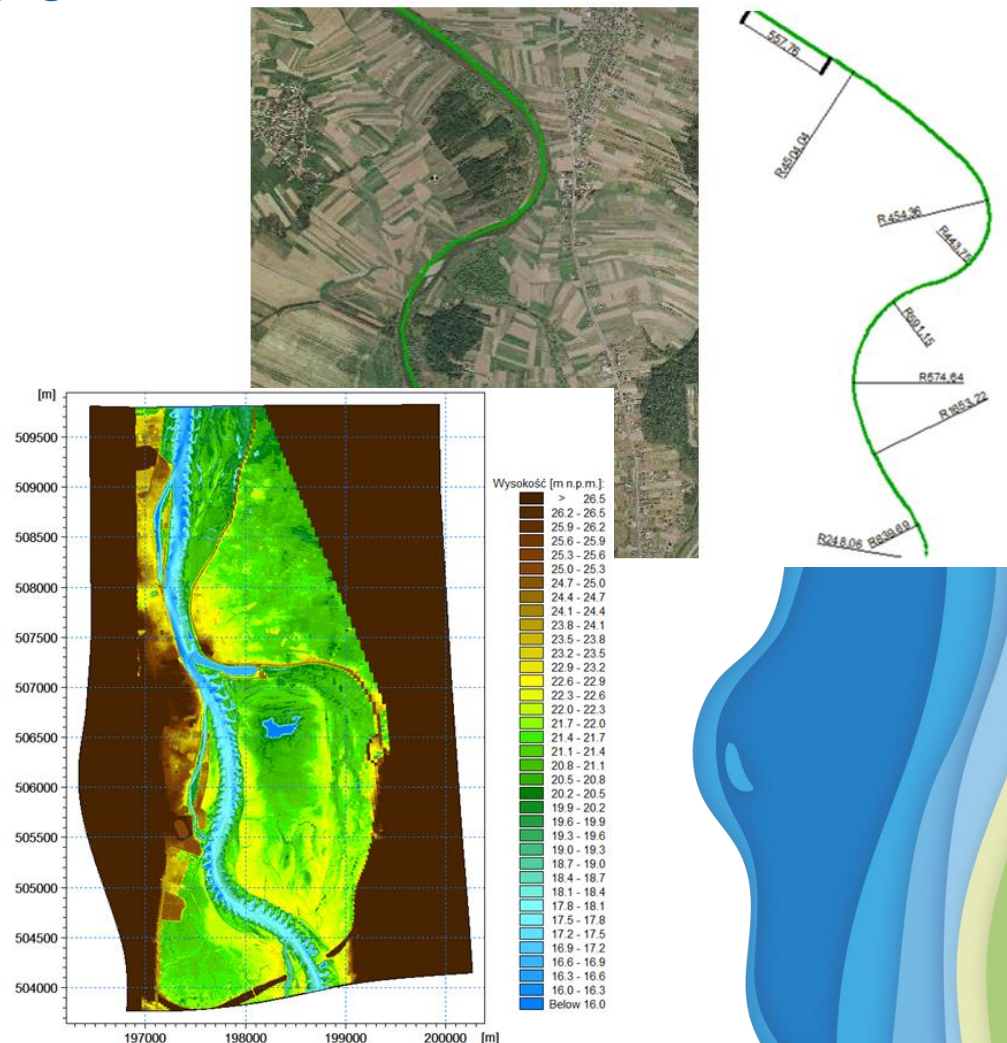 557,76
R4504,04
R454,36
R443,75
R591,15
R574,64
R1653,22
R839,69
R248,06
[m]
509500
509000
508500
508000
507500
507000
506500
506000
505500
505000
504500
504000
197000
198000
199000
200000
[m]
Wysokość [m n.p.m.]:
> 26.5
26.2 - 26.5
25.9 - 26.2
25.6 - 25.9
25.3 - 25.6
25.0 - 25.3
24.7 - 25.0
24.4 - 24.7
24.1 - 24.4
23.8 - 24.1
23.5 - 23.8
23.2 - 23.5
22.9 - 23.2
22.6 - 22.9
22.3 - 22.6
22.0 - 22.3
21.7 - 22.0
21.4 - 21.7
21.1 - 21.4
20.8 - 21.1
20.5 - 20.8
20.2 - 20.5
19.9 - 20.2
19.6 - 19.9
19.3 - 19.6
19.0 - 19.3
18.7 - 19.0
18.4 - 18.7
18.1 - 18.4
17.8 - 18.1
17.5 - 17.8
17.2 - 17.5
16.9 - 17.2
16.6 - 16.9
16.3 - 16.6
16.0 - 16.3
Below 16.0